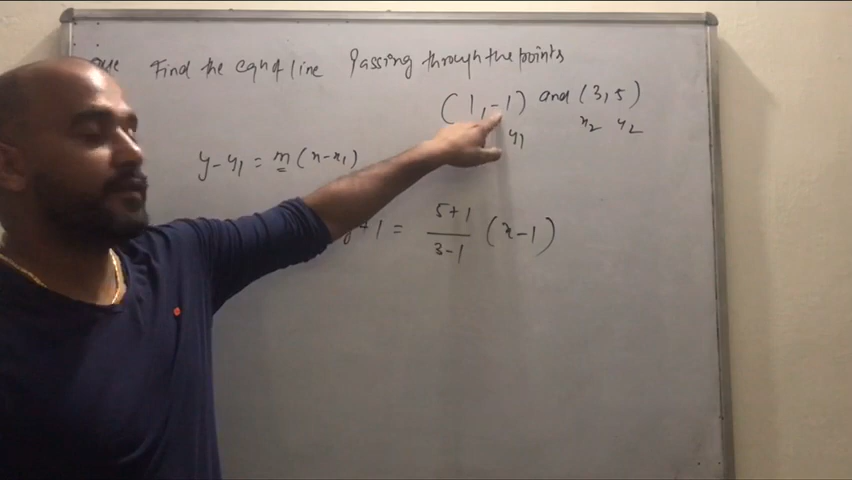 Que Find the eqn of line Passing through the points
(1, -1) and (3, 5)
y1 x2 y2
y - y1 = m (x - x1)
y + 1 = 5+1 / 3-1 (x - 1)